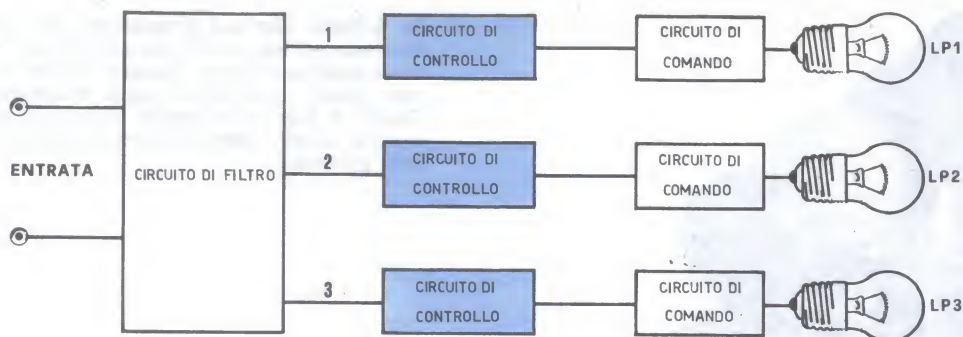 1
CIRCUITO DI
CONTROLLO
CIRCUITO DI
COMANDO
LP1
ENTRATA
CIRCUITO DI FILTRO
2
CIRCUITO DI
CONTROLLO
CIRCUITO DI
COMANDO
LP2
3
CIRCUITO DI
CONTROLLO
CIRCUITO DI
COMANDO
LP3